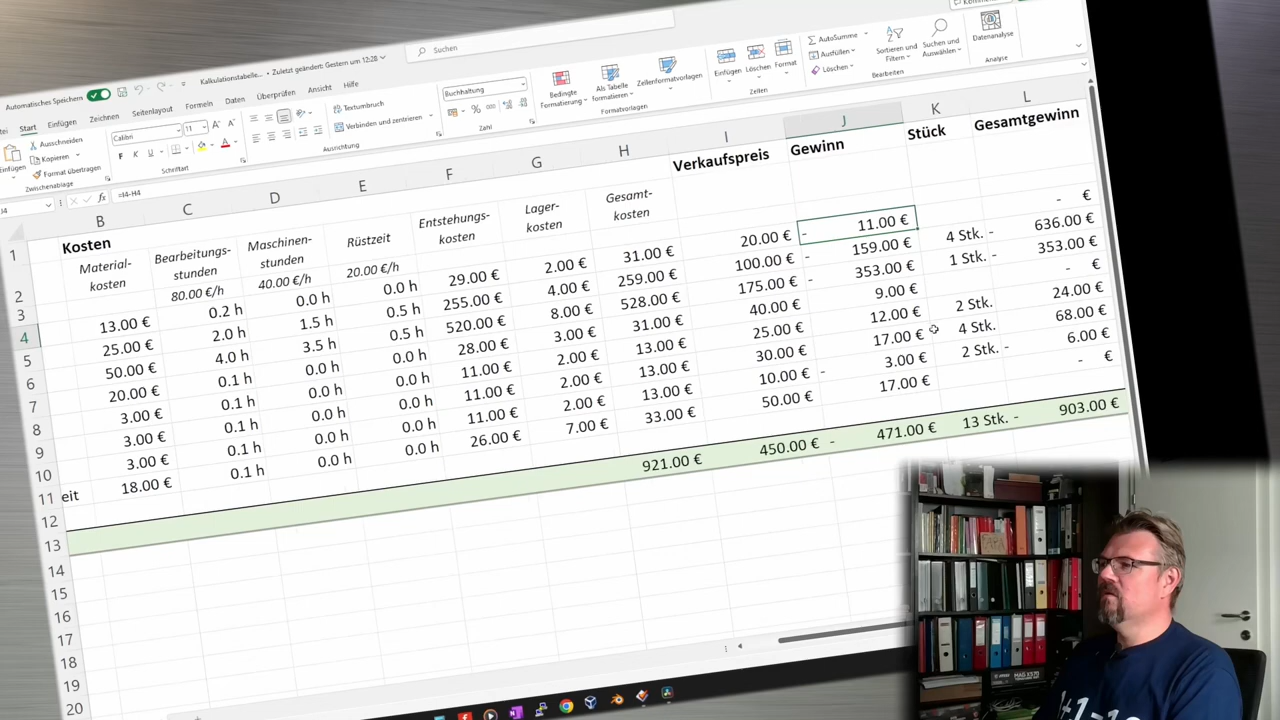 Kalkulationstabelle... • Zuletzt geändert: Gestern um 12:28
Suchen
Automatisches Speichern
Start Einfügen Zeichnen Seitenlayout Formeln Daten Überprüfen Ansicht Hilfe
Ausschneiden
Kopieren
Format übertragen
Einfügen
Zwischenablage
Calibri 11
F K U
Schriftart
Textumbruch
Verbinden und zentrieren
Ausrichtung
Buchhaltung
% 000
Zahl
Bedingte Formatierung
Als Tabelle formatieren
Zellenformatvorlagen
Formatvorlagen
Einfügen Löschen Format
Zellen
AutoSumme
Ausfüllen
Löschen
Sortieren und Filtern
Suchen und Auswählen
Bearbeiten
Datenanalyse
Analyse
fx =I4-H4
B C D E F G H I J K L
1 Kosten Verkaufspreis Gewinn Stück Gesamtgewinn
2 Material-kosten Bearbeitungs-stunden Maschinen-stunden Rüstzeit Entstehungs-kosten Lager-kosten Gesamt-kosten
3 80.00 €/h 40.00 €/h 20.00 €/h
4 13.00 € 0.2 h 0.0 h 0.0 h 29.00 € 2.00 € 31.00 € 20.00 € - 11.00 € - €
5 25.00 € 2.0 h 1.5 h 0.5 h 255.00 € 4.00 € 259.00 € 100.00 € - 159.00 € 4 Stk. - 636.00 €
6 50.00 € 4.0 h 3.5 h 0.5 h 520.00 € 8.00 € 528.00 € 175.00 € - 353.00 € 1 Stk. - 353.00 €
7 20.00 € 0.1 h 0.0 h 0.0 h 28.00 € 3.00 € 31.00 € 40.00 € 9.00 € - €
8 3.00 € 0.1 h 0.0 h 0.0 h 11.00 € 2.00 € 13.00 € 25.00 € 12.00 € 2 Stk. 24.00 €
9 3.00 € 0.1 h 0.0 h 0.0 h 11.00 € 2.00 € 13.00 € 30.00 € 17.00 € 4 Stk. 68.00 €
10 3.00 € 0.1 h 0.0 h 0.0 h 11.00 € 2.00 € 13.00 € 10.00 € - 3.00 € 2 Stk. - 6.00 €
11 eit 18.00 € 0.1 h 0.0 h 0.0 h 26.00 € 7.00 € 33.00 € 50.00 € 17.00 € - €
12
13 921.00 € 450.00 € - 471.00 € 13 Stk. - 903.00 €
14
15
16
17
18
19
20